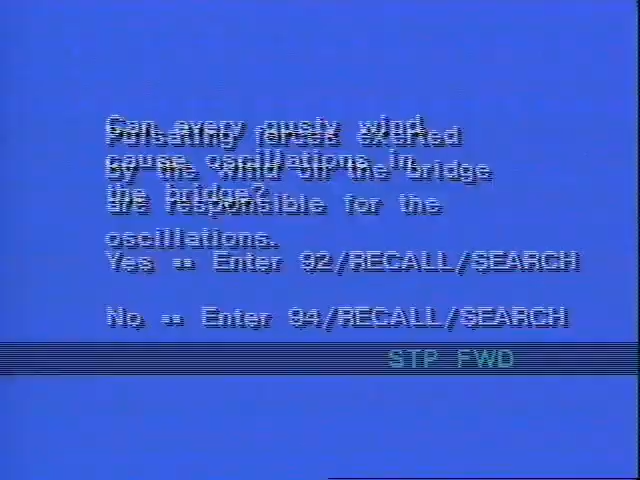 Can every gusty wind
Pulsating forces exerted
cause oscillations in
by the wind on the bridge
the bridge?
are responsible for the
oscillations.
Yes -- Enter 92/RECALL/SEARCH
No -- Enter 94/RECALL/SEARCH
STP FWD